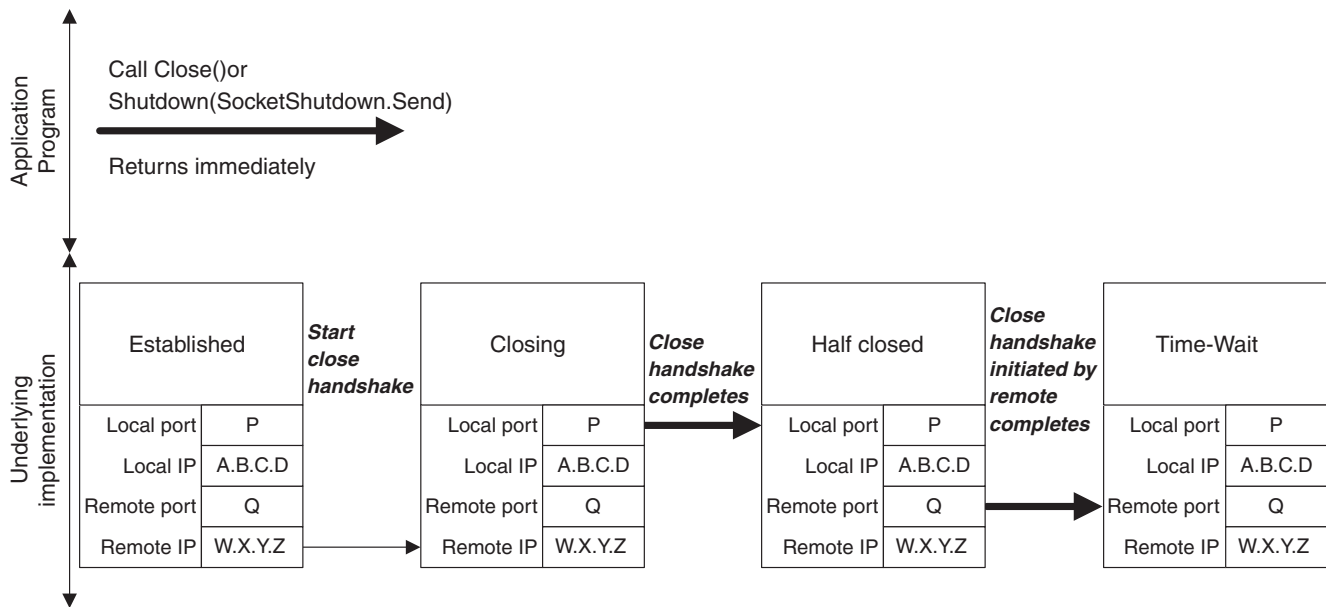 Application
Program
Call Close()or
Shutdown(SocketShutdown.Send)
Returns immediately
Underlying
implementation
Established
Local port P
Local IP A.B.C.D
Remote port Q
Remote IP W.X.Y.Z
Start
close
handshake
Closing
Local port P
Local IP A.B.C.D
Remote port Q
Remote IP W.X.Y.Z
Close
handshake
completes
Half closed
Local port P
Local IP A.B.C.D
Remote port Q
Remote IP W.X.Y.Z
Close
handshake
initiated by
remote
completes
Time-Wait
Local port P
Local IP A.B.C.D
Remote port Q
Remote IP W.X.Y.Z